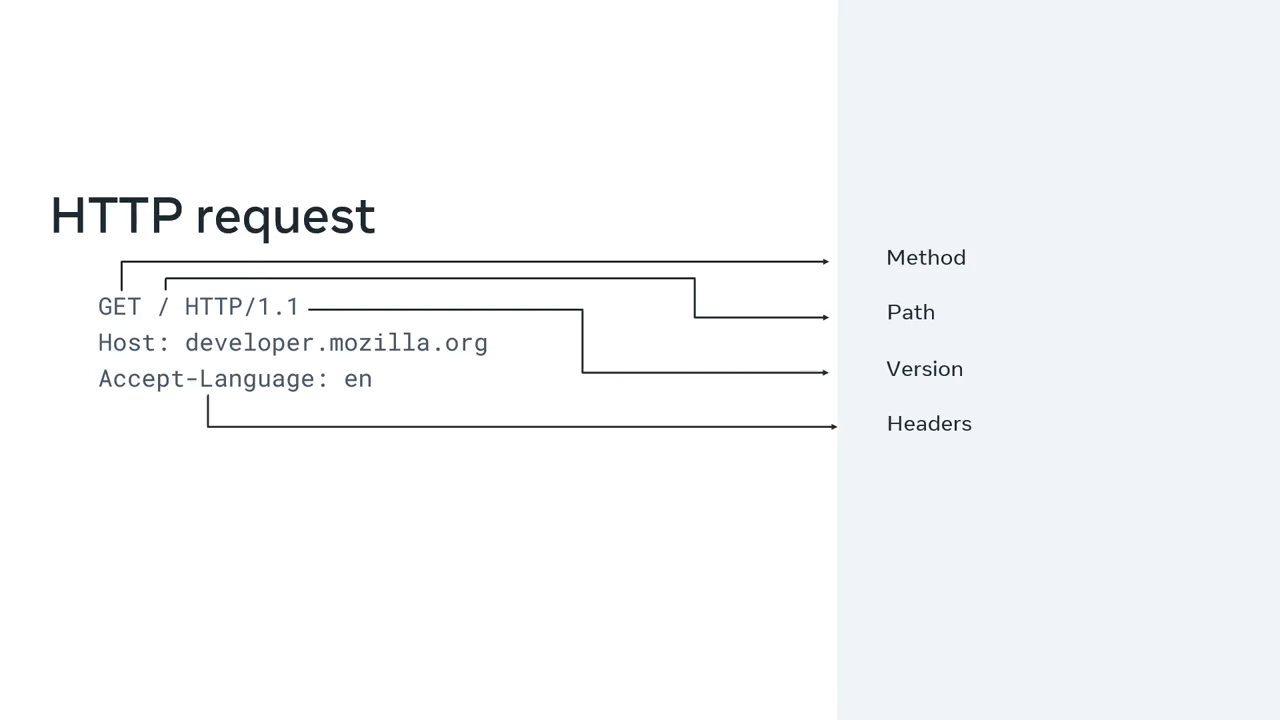 HTTP request
GET / HTTP/1.1
Host: developer.mozilla.org
Accept-Language: en
Method
Path
Version
Headers